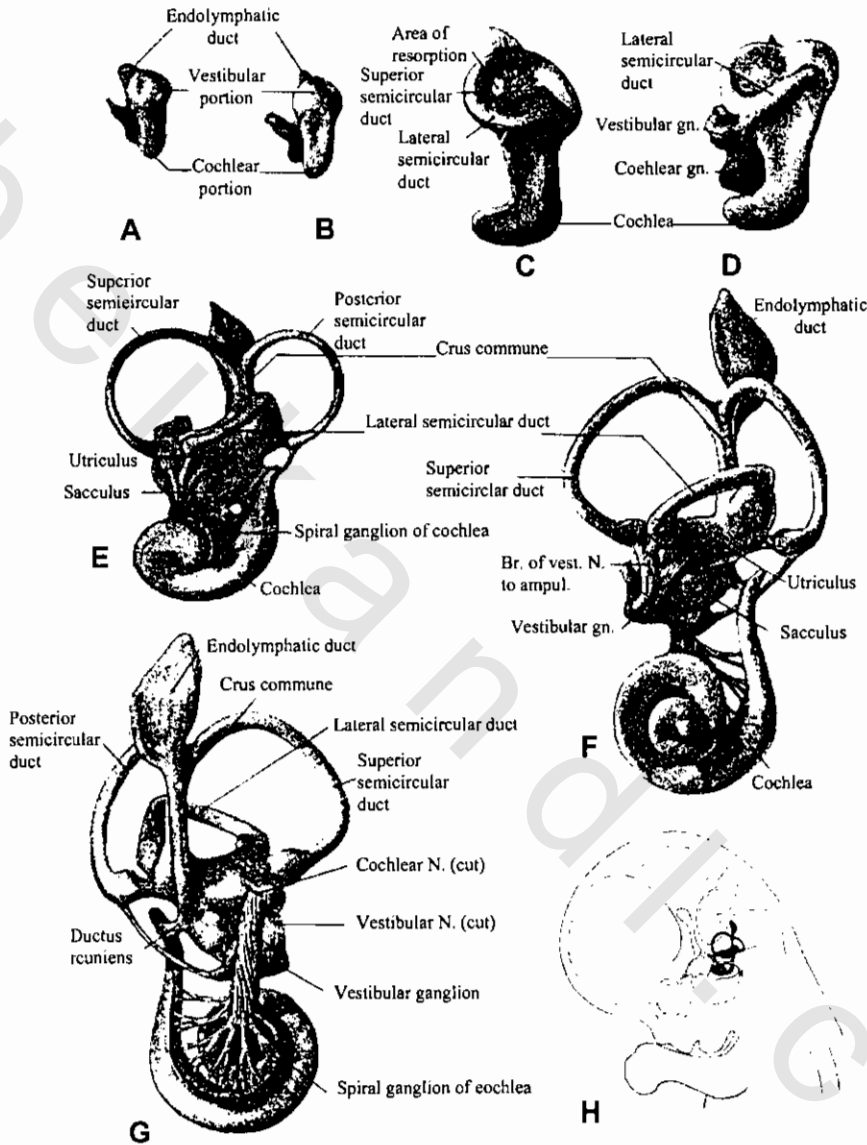 Endolymphatic
duct
Vestibular
portion
Cochlear
portion
A
B
Area of
resorption
Superior
semicircular
duct
Lateral
semicircular
duct
C
Lateral
semicircular
duct
Vestibular gn.
Coehlear gn.
Cochlea
D
Supcrior
semieircular
duct
Posterior
semicircular
duct
Crus commune
Lateral semicircular duct
Utriculus
Sacculus
Spiral ganglion of cochlea
Cochlea
E
Endolymphatic
duct
Superior
semicirclar duct
Br. of vest. N.
to ampul.
Vestibular gn.
Utriculus
Sacculus
Cochlea
F
Endolymphatic duct
Crus commune
Posterior
semicircular
duct
Lateral semicircular duct
Superior
semicircular
duct
Cochlear N. (cut)
Vestibular N. (cut)
Ductus
rcuniens
Vestibular ganglion
Spiral ganglion of eochlea
G
H
b e l k a n d l . c